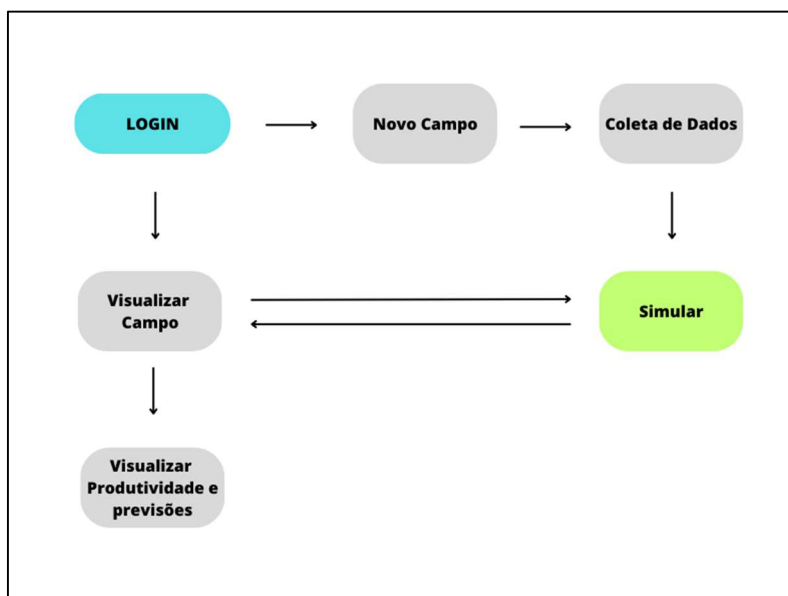 LOGIN
Novo Campo
Coleta de Dados
Visualizar
Campo
Simular
Visualizar
Produtividade e
previsões